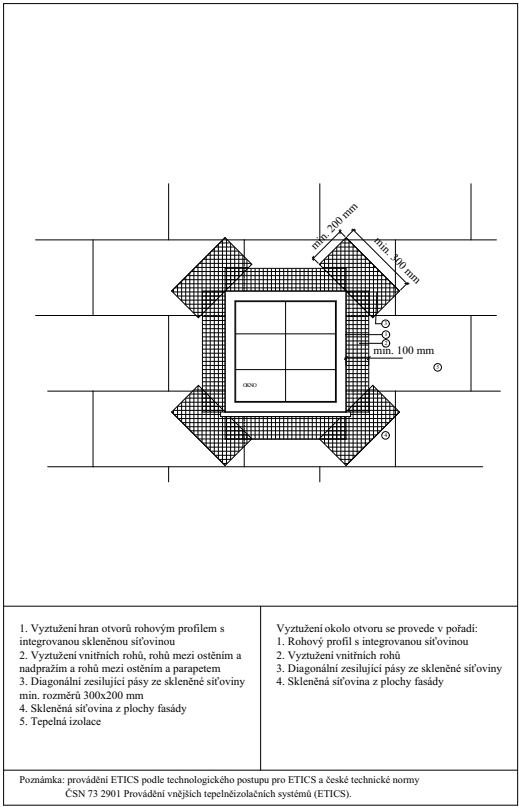 min. 200 mm
min. 300 mm
3
1
2
min. 100 mm
5
OKNO
4
1. Vyztužení hran otvorů rohovým profilem s
integrovanou skleněnou síťovinou
2. Vyztužení vnitřních rohů, rohů mezi ostěním a
nadpražím a rohů mezi ostěním a parapetem
3. Diagonální zesilující pásy ze skleněné síťoviny
min. rozměrů 300x200 mm
4. Skleněná síťovina z plochy fasády
5. Tepelná izolace
Vyztužení okolo otvoru se provede v pořadí:
1. Rohový profil s integrovanou síťovinou
2. Vyztužení vnitřních rohů
3. Diagonální zesilující pásy ze skleněné síťoviny
4. Skleněná síťovina z plochy fasády
Poznámka: provádění ETICS podle technologického postupu pro ETICS a české technické normy
ČSN 73 2901 Provádění vnějších tepelněizolačních systémů (ETICS).